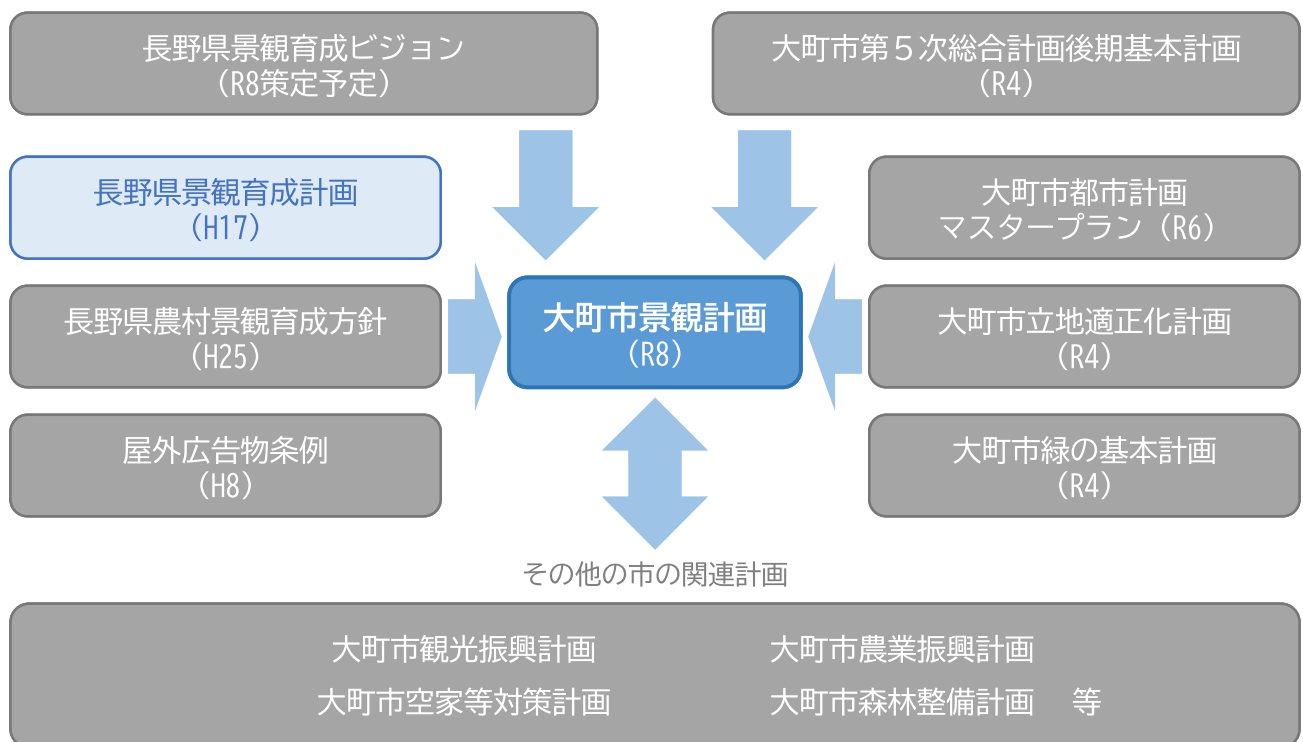 長野県景観育成ビジョン
（R8策定予定）
大町市第５次総合計画後期基本計画
（R4）
長野県景観育成計画
（H17）
大町市都市計画
マスタープラン（R6）
長野県農村景観育成方針
（H25）
大町市景観計画
（R8）
大町市立地適正化計画
（R4）
屋外広告物条例
（H8）
大町市緑の基本計画
（R4）
その他の市の関連計画
大町市観光振興計画 大町市農業振興計画
大町市空家等対策計画 大町市森林整備計画 等